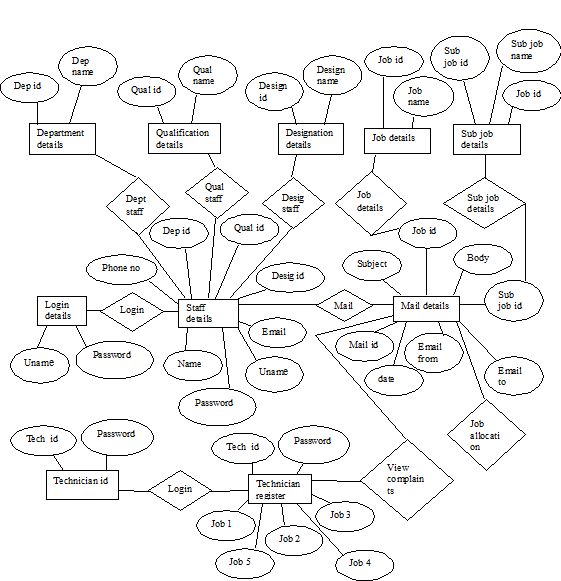 Dep id
Dep
name
Qual id
Qual
name
Design
id
Design
name
Job id
Job
name
Sub
job id
Sub job
name
Job id
Department
details
Qualification
details
Designation
details
Job details
Sub job
details
Dept
staff
Qual
staff
Desig
staff
Job
details
Sub job
details
Dep id
Qual id
Job id
Phone no
Desig id
Subject
Body
Login
details
Login
Staff
details
Mail
Mail details
Sub
job id
Uname
Password
Name
Email
Uname
Mail id
Email
from
date
Email
to
Password
Job
allocati
on
Tech id
Password
Tech id
Password
View
complain
ts
Technician id
Login
Technician
register
Job 1
Job 2
Job 3
Job 5
Job 4